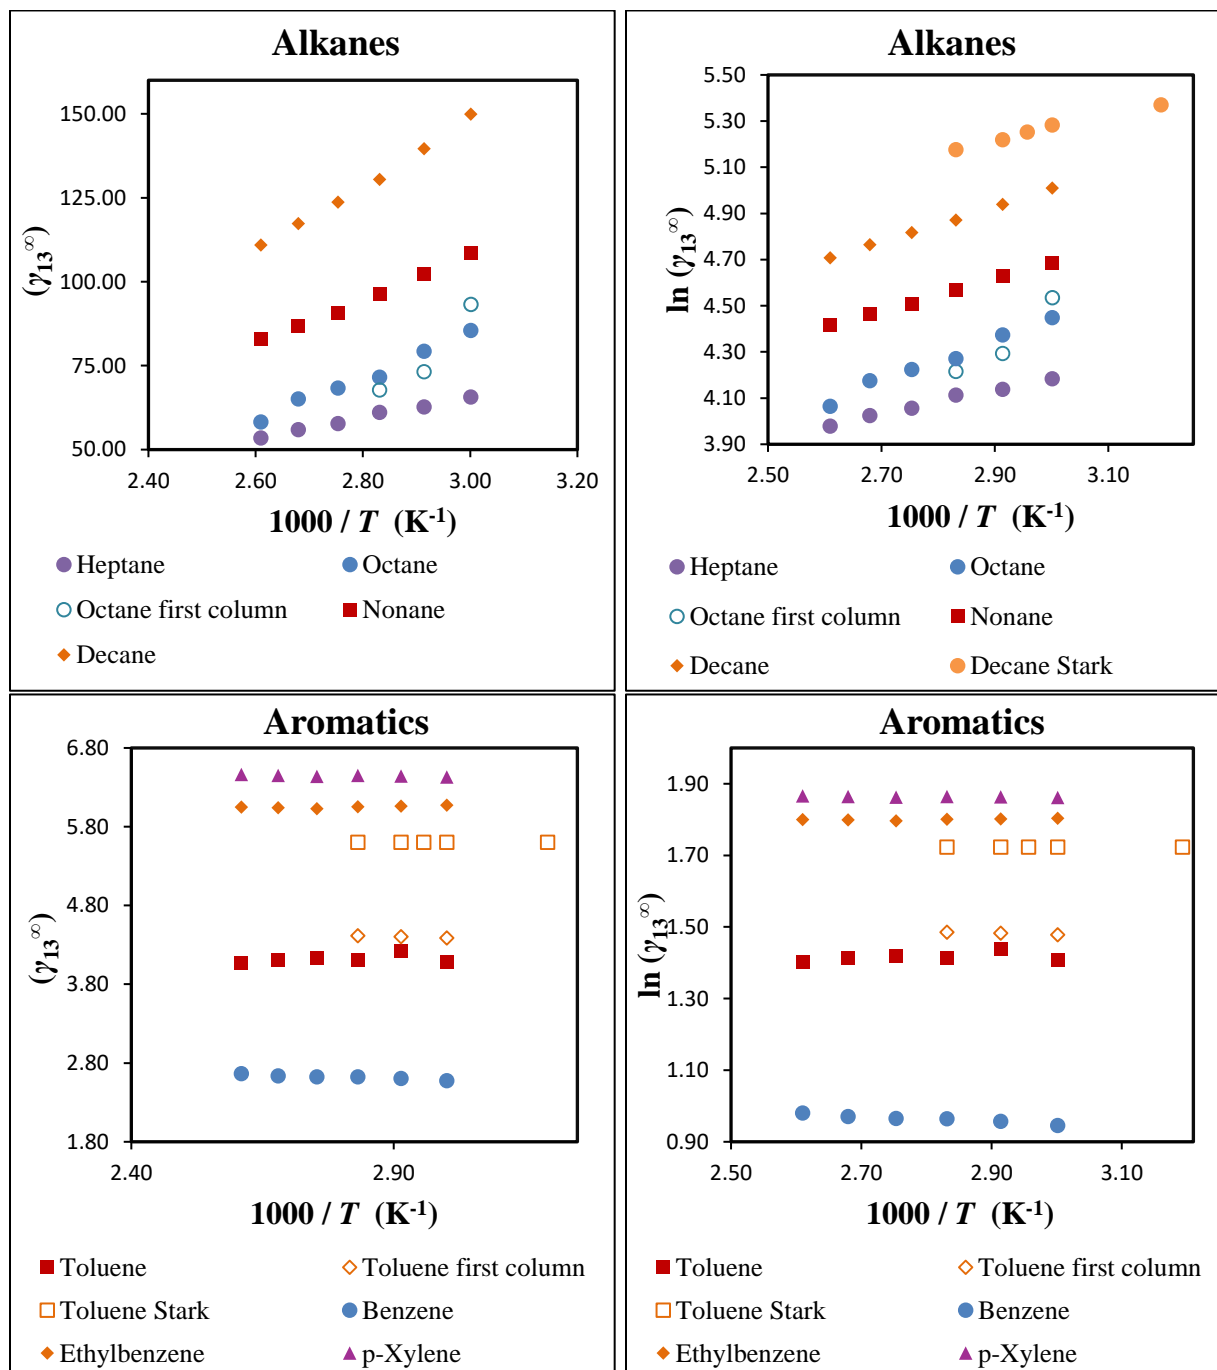 Alkanes
150.00
125.00
100.00
75.00
50.00
(γ13∞)
2.40 2.60 2.80 3.00 3.20
1000 / T (K-1)
Heptane Octane
Octane first column Nonane
Decane
Alkanes
5.50
5.30
5.10
4.90
4.70
4.50
4.30
4.10
3.90
ln (γ13∞)
2.50 2.70 2.90 3.10
1000 / T (K-1)
Heptane Octane
Octane first column Nonane
Decane Decane Stark
Aromatics
6.80
5.80
4.80
3.80
2.80
1.80
(γ13∞)
2.40 2.90
1000 / T (K-1)
Toluene Toluene first column
Toluene Stark Benzene
Ethylbenzene p-Xylene
Aromatics
1.90
1.70
1.50
1.30
1.10
0.90
ln (γ13∞)
2.50 2.70 2.90 3.10
1000 / T (K-1)
Toluene Toluene first column
Toluene Stark Benzene
Ethylbenzene p-Xylene